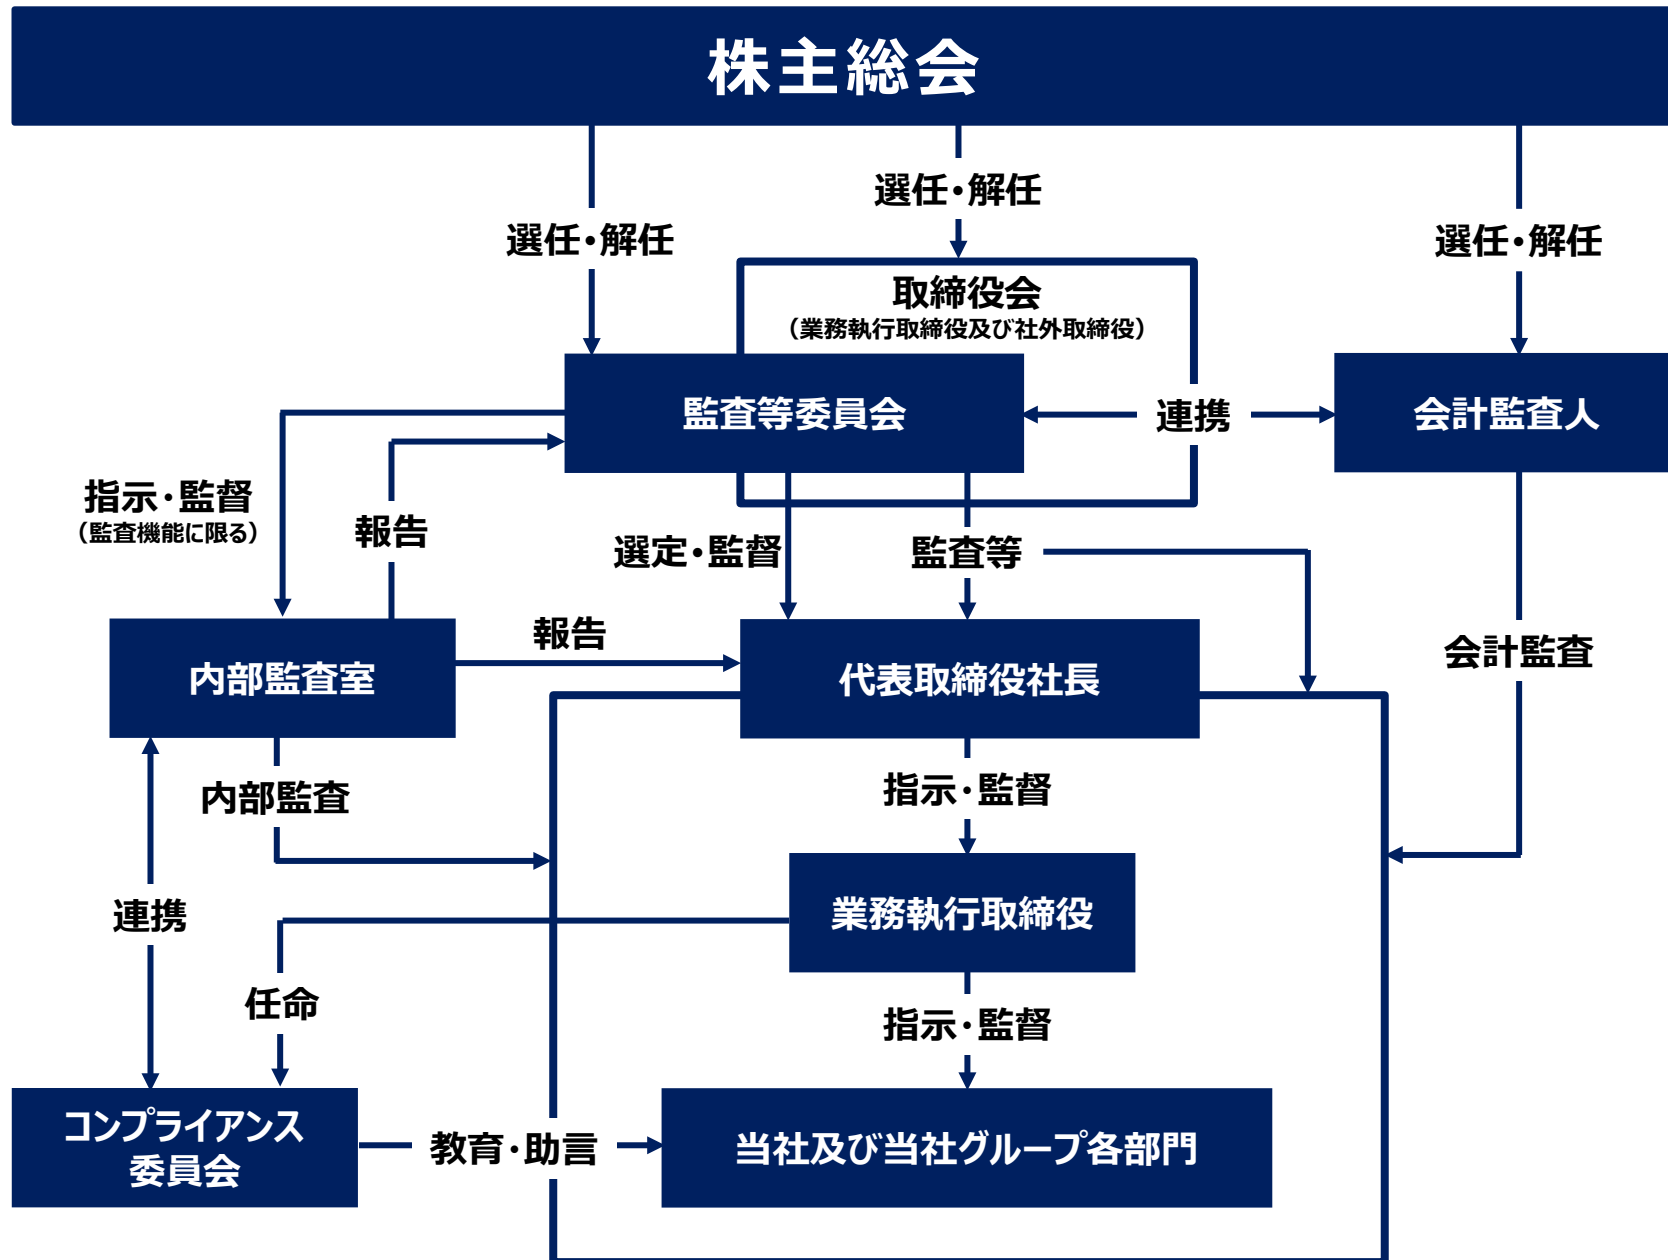 株主総会
選任・解任
選任・解任
選任・解任
取締役会
（業務執行取締役及び社外取締役）
監査等委員会
連携
会計監査人
指示・監督
（監査機能に限る）
報告
選定・監督
監査等
報告
内部監査室
代表取締役社長
会計監査
内部監査
指示・監督
連携
業務執行取締役
任命
指示・監督
コンプライアンス
委員会
教育・助言
当社及び当社グループ各部門